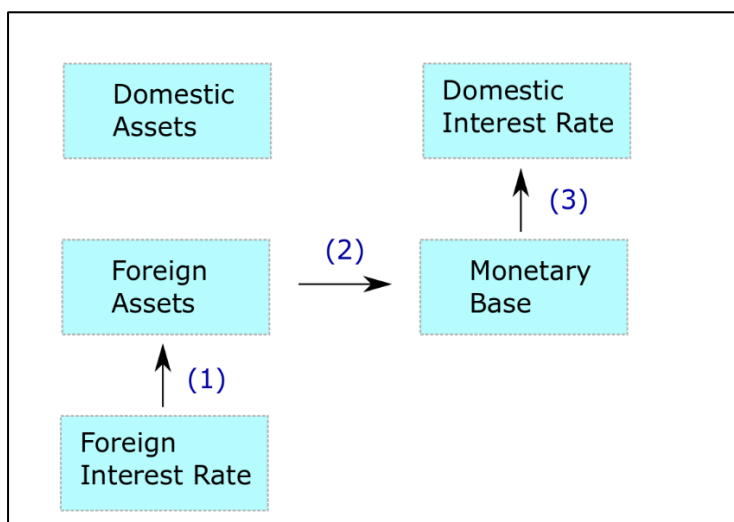 Domestic
Assets
Domestic
Interest Rate
Foreign
Assets
(2)
Monetary
Base
(3)
(1)
Foreign
Interest Rate